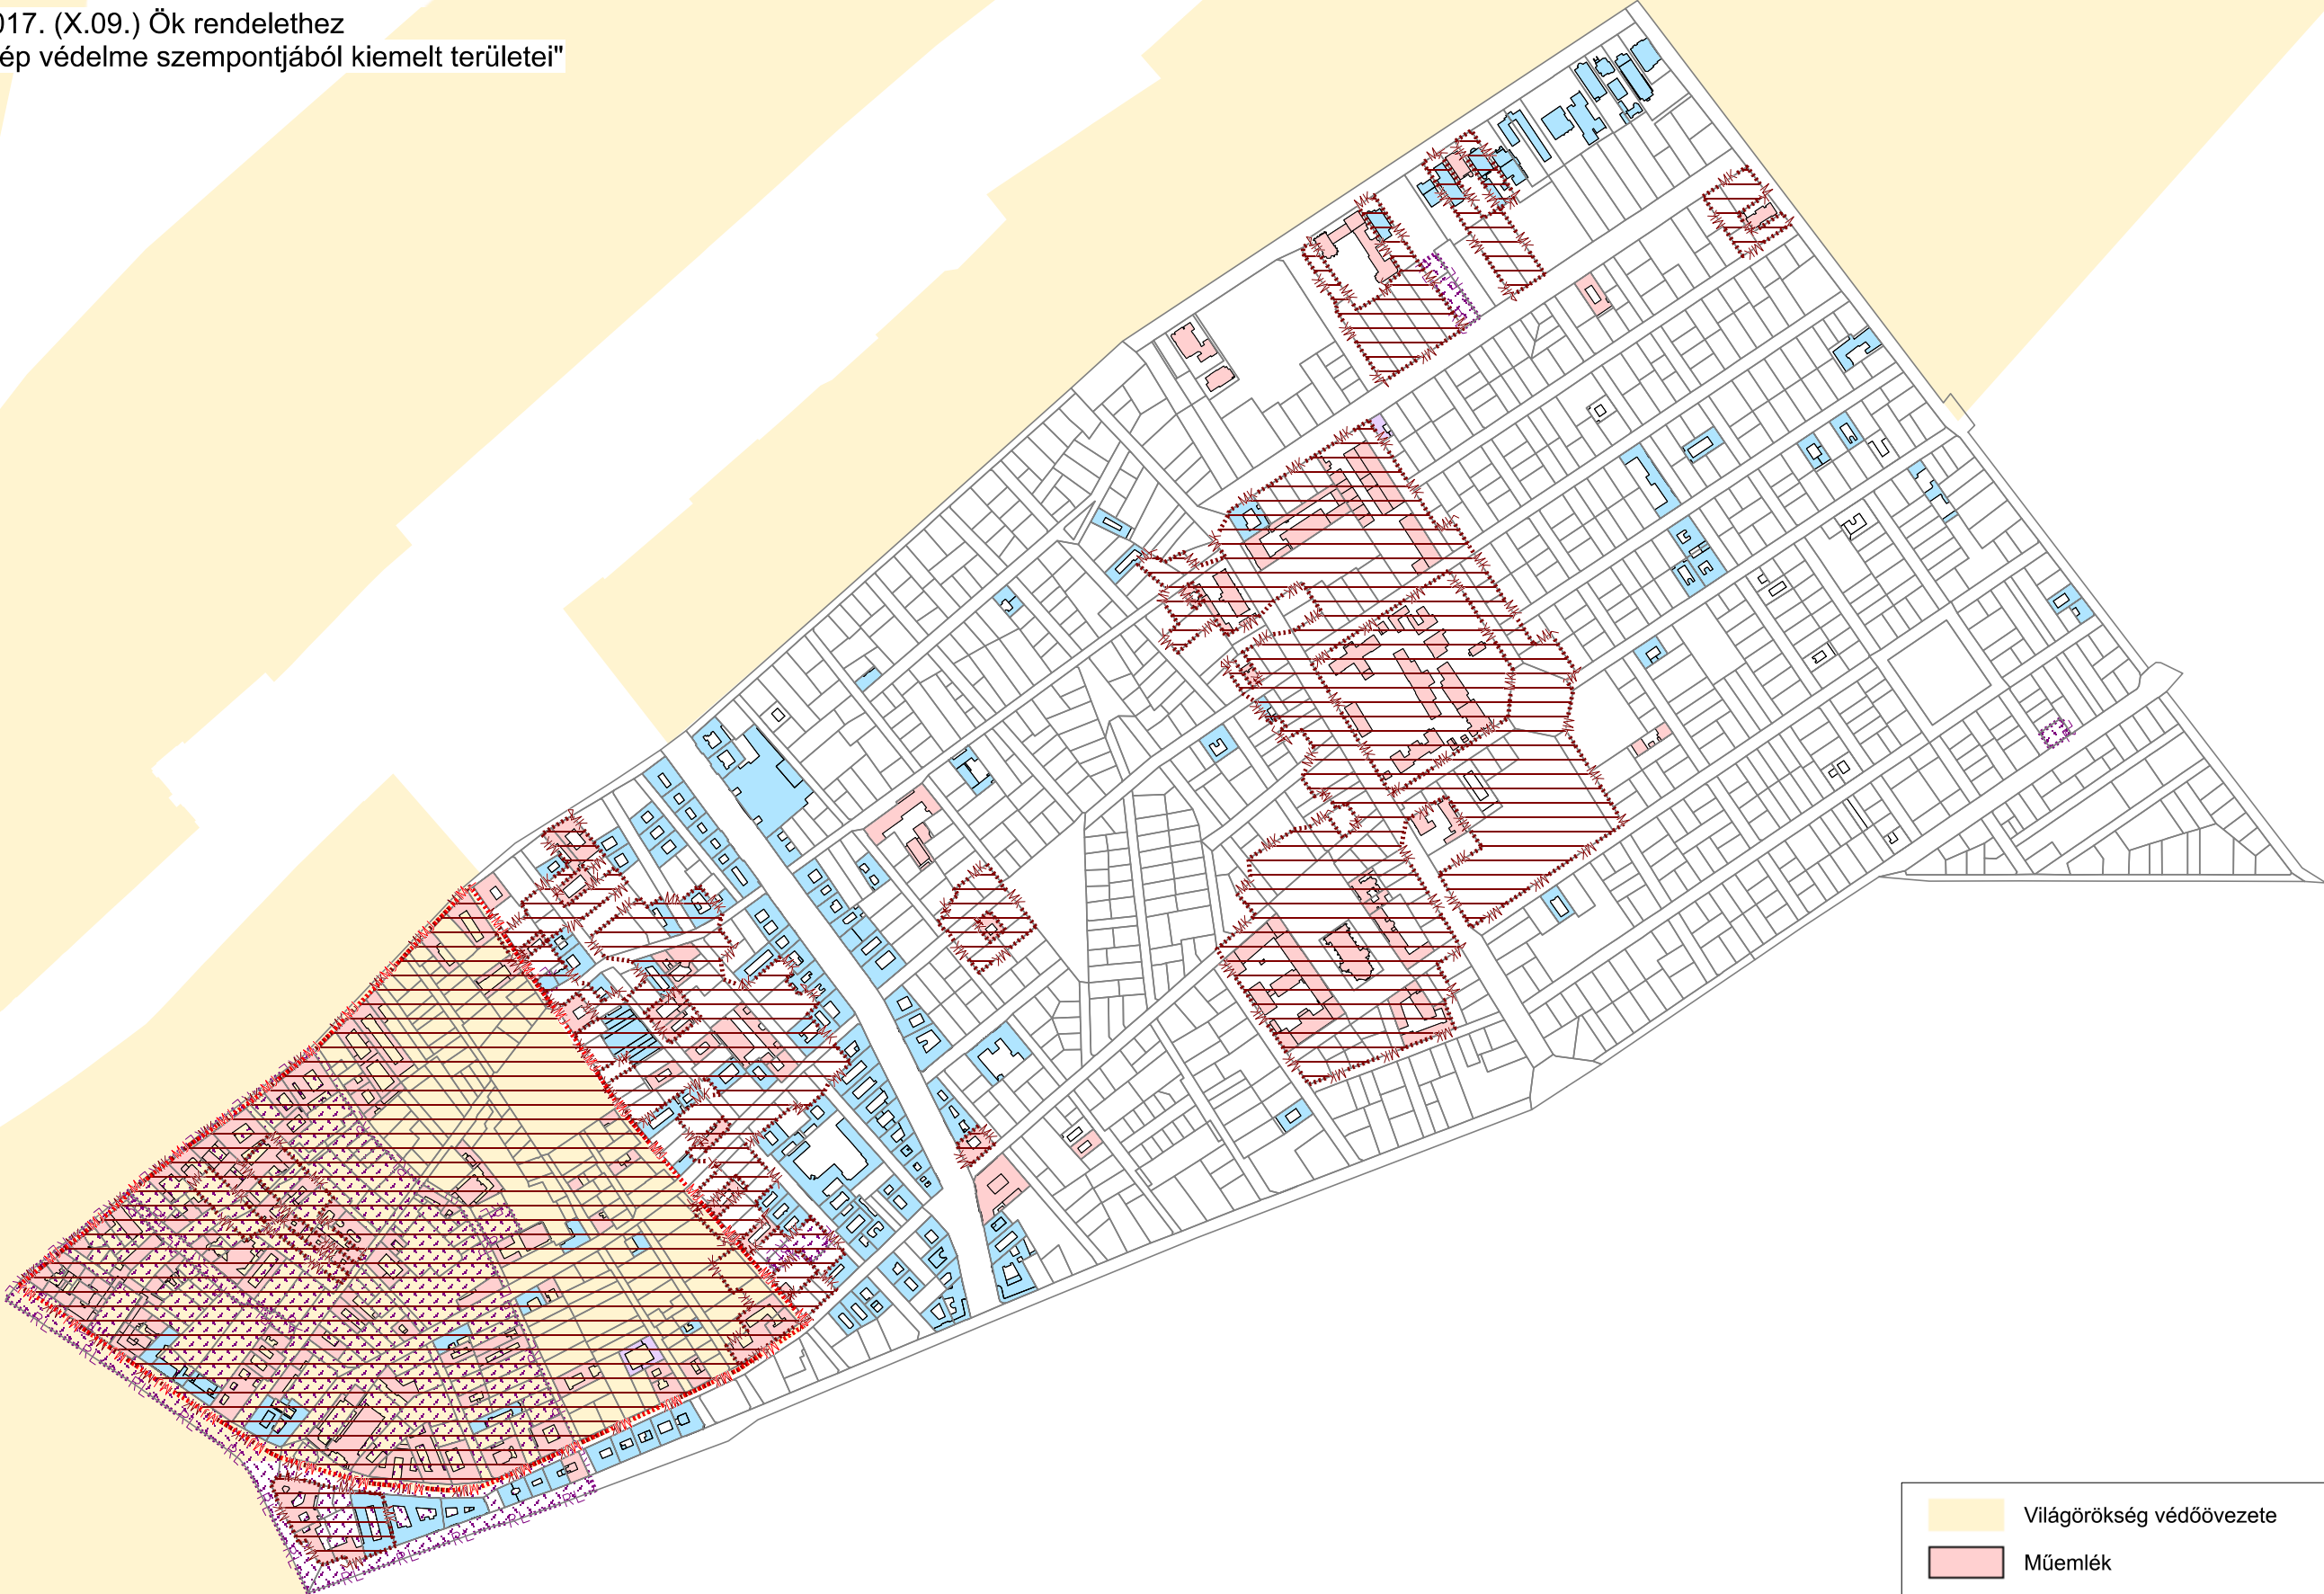 017. (X.09.) Ök rendelethez
ép védelme szempontjából kiemelt területei"
Világörökség védőövezete
Műemlék